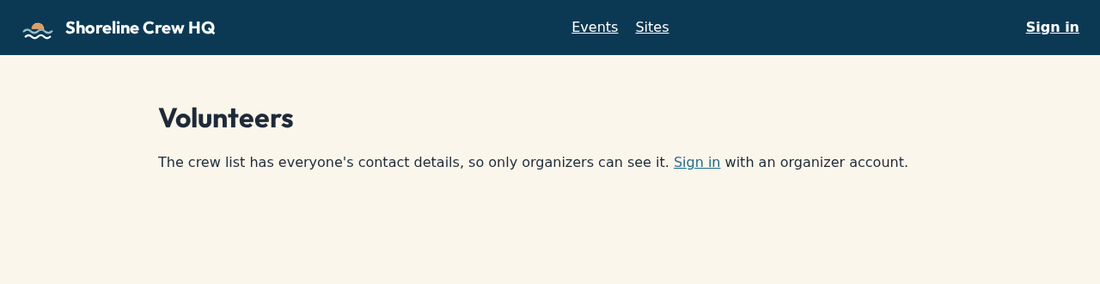 Shoreline Crew HQ
Events Sites
Sign in
Volunteers
The crew list has everyone's contact details, so only organizers can see it. Sign in with an organizer account.